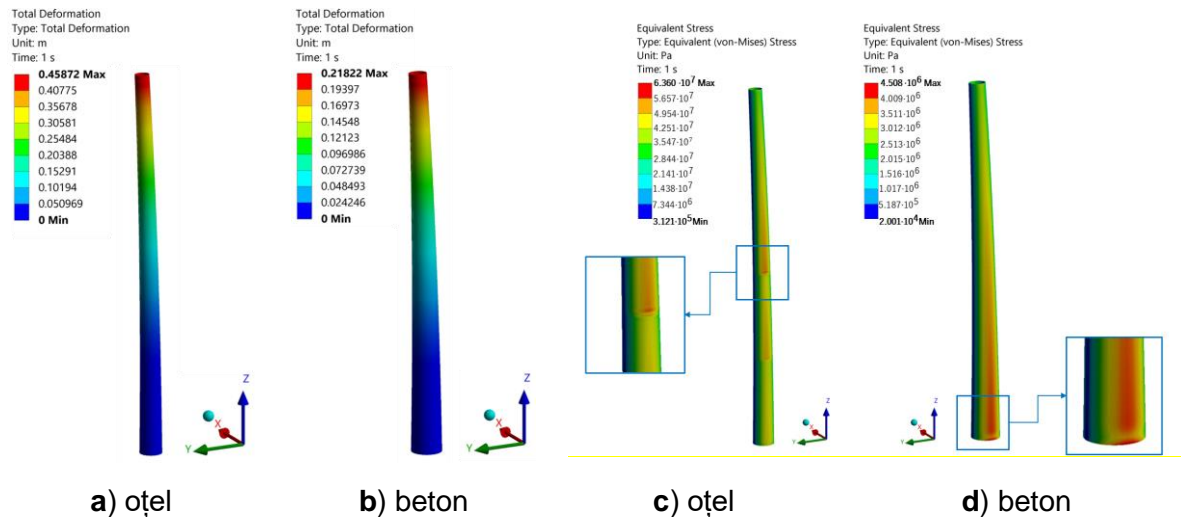 Total Deformation
Type: Total Deformation
Unit: m
Time: 1 s
0.45872 Max
0.40775
0.35678
0.30581
0.25484
0.20388
0.15291
0.10194
0.050969
0 Min
Z
X
Y
a) oțel
Total Deformation
Type: Total Deformation
Unit: m
Time: 1 s
0.21822 Max
0.19397
0.16973
0.14548
0.12123
0.096986
0.072739
0.048493
0.024246
0 Min
Z
X
Y
b) beton
Equivalent Stress
Type: Equivalent (von-Mises) Stress
Unit: Pa
Time: 1 s
6.360 ·10⁷ Max
5.657·10⁷
4.954·10⁷
4.251·10⁷
3.547·10⁷
2.844·10⁷
2.141·10⁷
1.438·10⁷
7.344·10⁶
3.121·10⁵ Min
Z
X
Y
c) oțel
Equivalent Stress
Type: Equivalent (von-Mises) Stress
Unit: Pa
Time: 1 s
4.508·10⁶ Max
4.009·10⁶
3.511·10⁶
3.012·10⁶
2.513·10⁶
2.015·10⁶
1.516·10⁶
1.017·10⁶
5.187·10⁵
2.001·10⁴ Min
Z
X
Y
d) beton